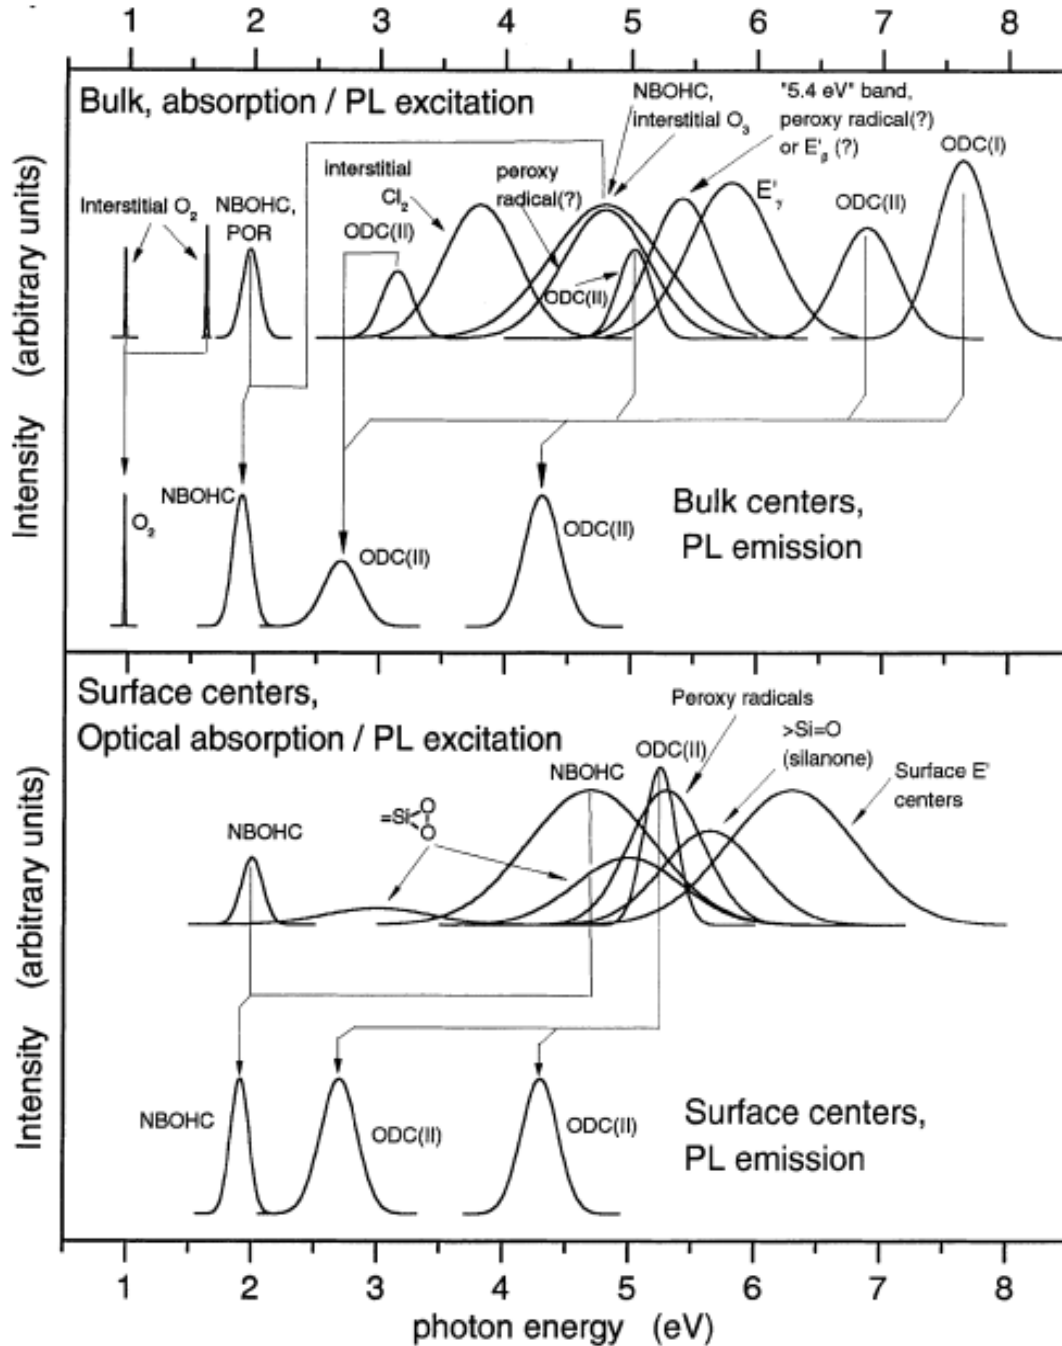 1 2 3 4 5 6 7 8
Bulk, absorption / PL excitation
NBOHC,
interstitial O₃
"5.4 eV" band,
peroxy radical(?)
or E'ᵦ (?)
ODC(I)
interstitial
Cl₂
peroxy
radical(?)
E'ᵧ
Interstitial O₂
NBOHC,
POR
ODC(II)
ODC(II)
ODC(II)
Intensity (arbitrary units)
NBOHC
O₂
ODC(II)
ODC(II)
Bulk centers,
PL emission
Surface centers,
Optical absorption / PL excitation
Peroxy radicals
>Si=O
(silanone)
ODC(II)
NBOHC
Surface E'
centers
=Si
O
O
NBOHC
Intensity (arbitrary units)
NBOHC
ODC(II)
ODC(II)
Surface centers,
PL emission
1 2 3 4 5 6 7 8
photon energy (eV)